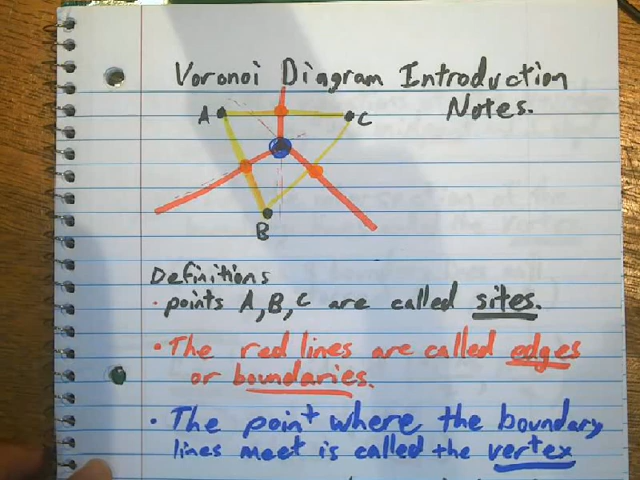 Voronoi Diagram Introduction
Notes.
A
C
B
Definitions
· points A, B, C are called sites.
• The red lines are called edges
or boundaries.
• The point where the boundary
lines meet is called the vertex